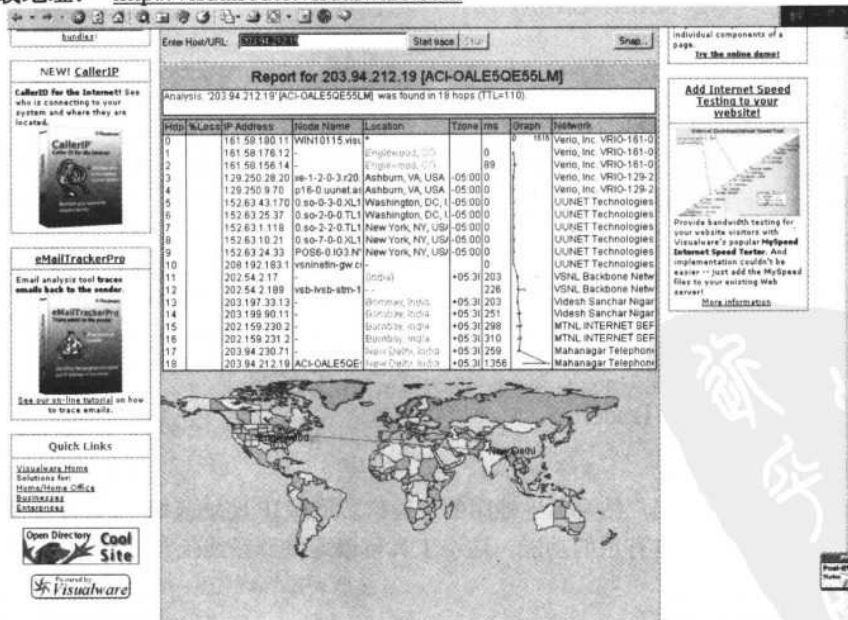 bundles!
NEW! CallerIP
CallerID for the Internet! See
who is connecting to your
system and where they are
located.
CallerIP
eMailTrackerPro
Email analysis tool traces
emails back to the sender.
eMailTrackerPro
See our on-line tutorial on how
to trace emails.
Quick Links
Visualware Home
Solutions for:
Home/Home Office
Businesses
Enterprises
Open Directory Cool
Site
Powered by
Visualware
Enter Host/URL: Start trace Stop Snap...
Report for 203.94.212.19 [ACI-OALE5QE55LM]
Analysis: '203.94.212.19' [ACI-OALE5QE55LM] was found in 18 hops (TTL=110).
Hop %Loss IP Address Node Name Location Tzone ms Graph Network
0 161.58.180.11 WIN10115.visu * 0 1616 Verio, Inc. VRIO-161-0
1 161.58.176.12 - Englewood, CO 0 Verio, Inc. VRIO-161-0
2 161.58.156.14 - Englewood, CO 89 Verio, Inc. VRIO-161-0
3 129.250.28.20 xe-1-2-0-3.r20. Ashburn, VA, USA -05:00 0 Verio, Inc. VRIO-129-2
4 129.250.9.70 p16-0.uunet.as Ashburn, VA, USA -05:00 0 Verio, Inc. VRIO-129-2
5 152.63.43.170 0.so-0-3-0.XL1 Washington, DC, U -05:00 0 UUNET Technologies
6 152.63.25.37 0.so-2-0-0.TL1 Washington, DC, U -05:00 0 UUNET Technologies
7 152.63.1.118 0.so-2-2-0.TL1 New York, NY, USA -05:00 0 UUNET Technologies
8 152.63.10.21 0.so-7-0-0.XL1 New York, NY, USA -05:00 0 UUNET Technologies
9 152.63.24.33 POS6-0.IG3.N New York, NY, USA -05:00 0 UUNET Technologies
10 208.192.183.1 vsnlnetin-gw.cu - 0 UUNET Technologies
11 202.54.2.17 (India) +05:30 203 VSNL Backbone Netw
12 202.54.2.189 vsb-lvsb-stm-1 - 226 VSNL Backbone Netw
13 203.197.33.13 - Bombay, India +05:30 203 Videsh Sanchar Nigar
14 203.199.90.11 - Bombay, India +05:30 251 Videsh Sanchar Nigar
15 202.159.230.2 - Bombay, India +05:30 298 MTNL INTERNET SEF
16 202.159.231.2 - Bombay, India +05:30 310 MTNL INTERNET SEF
17 203.94.230.71 - New Delhi, India +05:30 259 Mahanagar Telephone
18 203.94.212.19 ACI-OALE5QE New Delhi, India +05:30 1356 Mahanagar Telephone
Englewood
New Delhi
individual components of a
page.
Try the online demo!
Add Internet Speed
Testing to your
website!
Provide bandwidth testing for
your website visitors with
Visualware's popular MySpeed
Internet Speed Tester. And
implementation couldn't be
easier -- just add the MySpeed
files to your existing Web
server!
More information